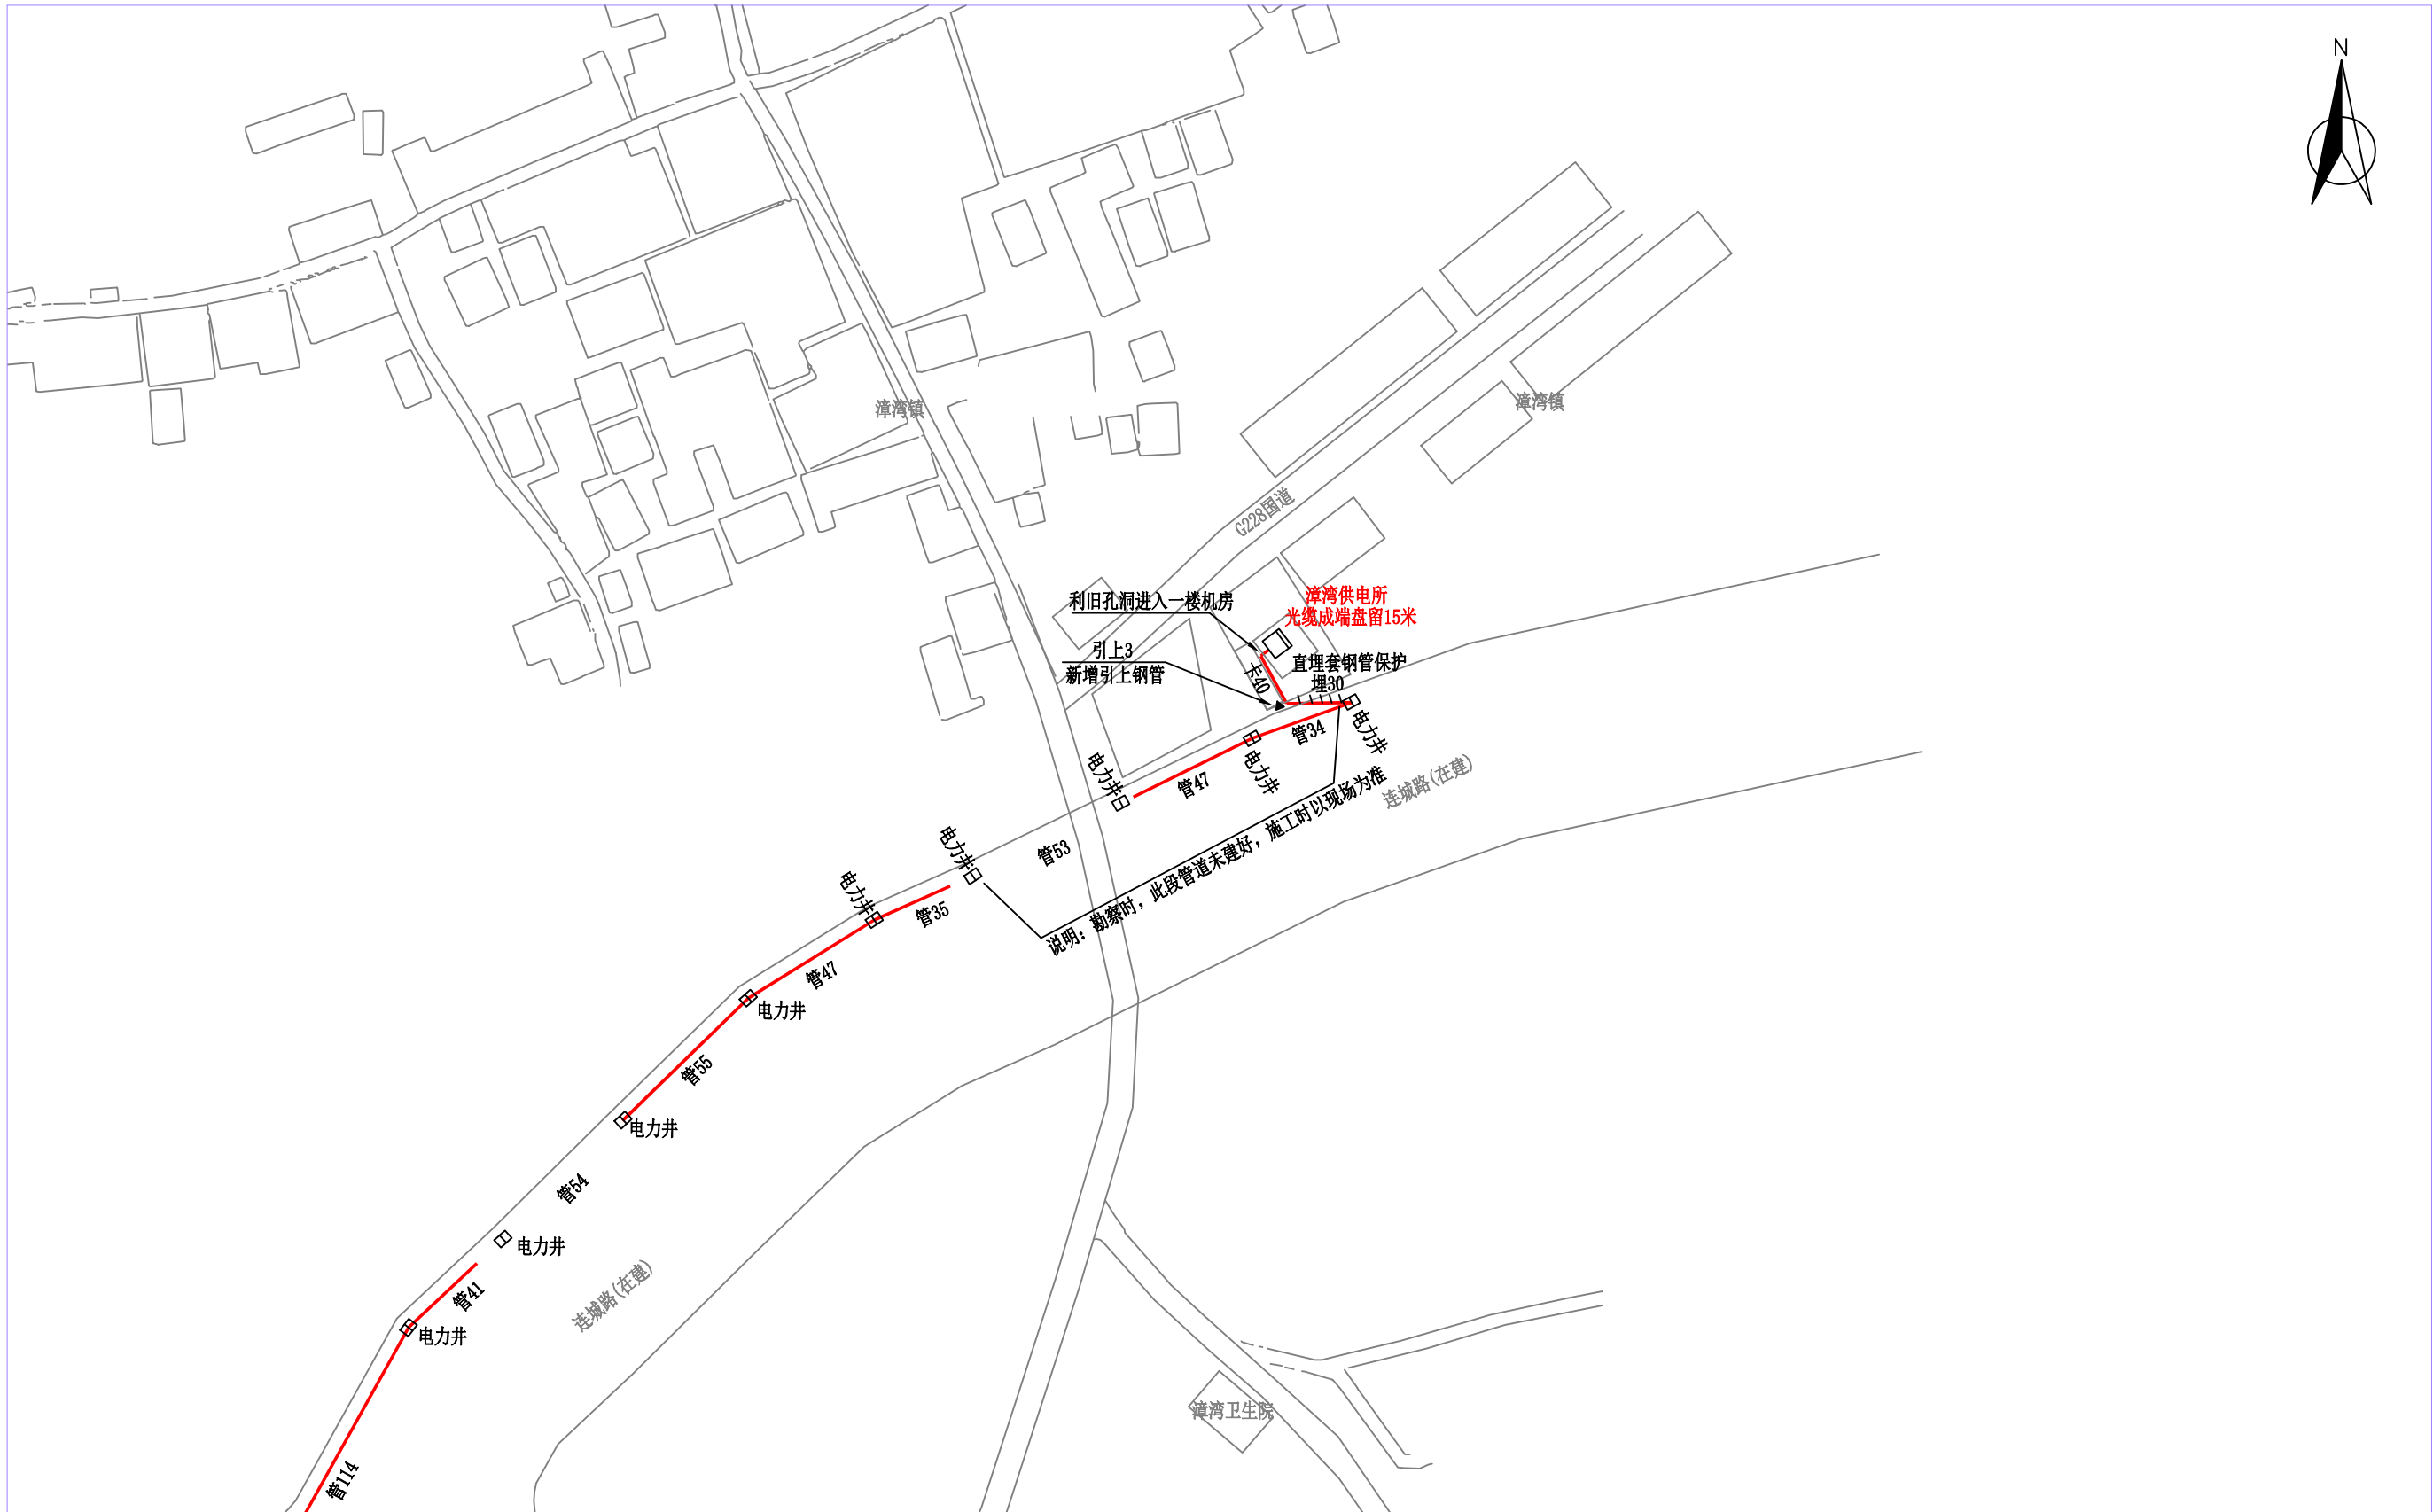 N
漳湾镇
漳湾镇
G228国道
利旧孔洞进入一楼机房
漳湾供电所
光缆成端盘留15米
引上3
新增引上钢管
卡40
直埋套钢管保护
埋30
电力井
管34
电力井
管47
电力井
连城路(在建)
管53
说明：勘察时，此段管道未建好，施工时以现场为准
电力井
管35
电力井
管47
电力井
管55
电力井
管54
电力井
连城路(在建)
管41
电力井
管114
漳湾卫生院